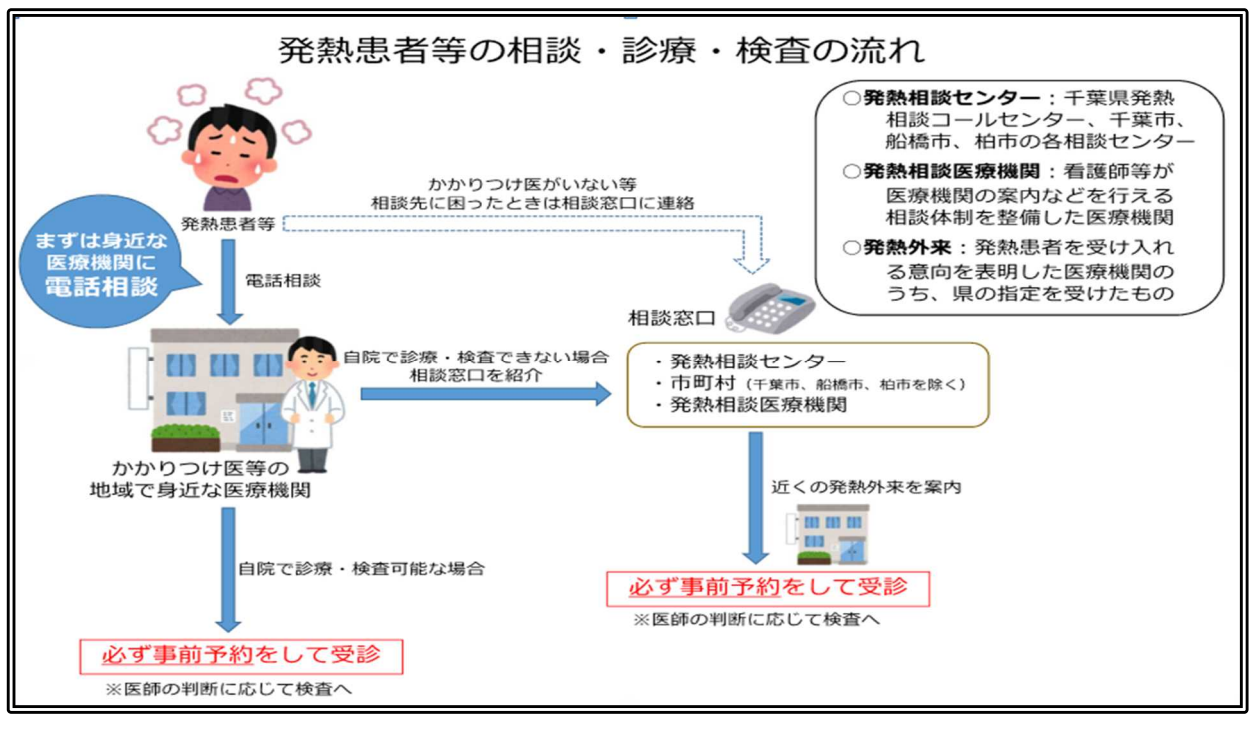 発熱患者等の相談・診療・検査の流れ
○発熱相談センター：千葉県発熱
相談コールセンター、千葉市、
船橋市、柏市の各相談センター
○発熱相談医療機関：看護師等が
医療機関の案内などを行える
相談体制を整備した医療機関
○発熱外来：発熱患者を受け入れ
る意向を表明した医療機関の
うち、県の指定を受けたもの
発熱患者等
かかりつけ医がいない等
相談先に困ったときは相談窓口に連絡
まずは身近な
医療機関に
電話相談
電話相談
相談窓口
自院で診療・検査できない場合
相談窓口を紹介
・発熱相談センター
・市町村（千葉市、船橋市、柏市を除く）
・発熱相談医療機関
かかりつけ医等の
地域で身近な医療機関
近くの発熱外来を案内
自院で診療・検査可能な場合
必ず事前予約をして受診
※医師の判断に応じて検査へ
必ず事前予約をして受診
※医師の判断に応じて検査へ